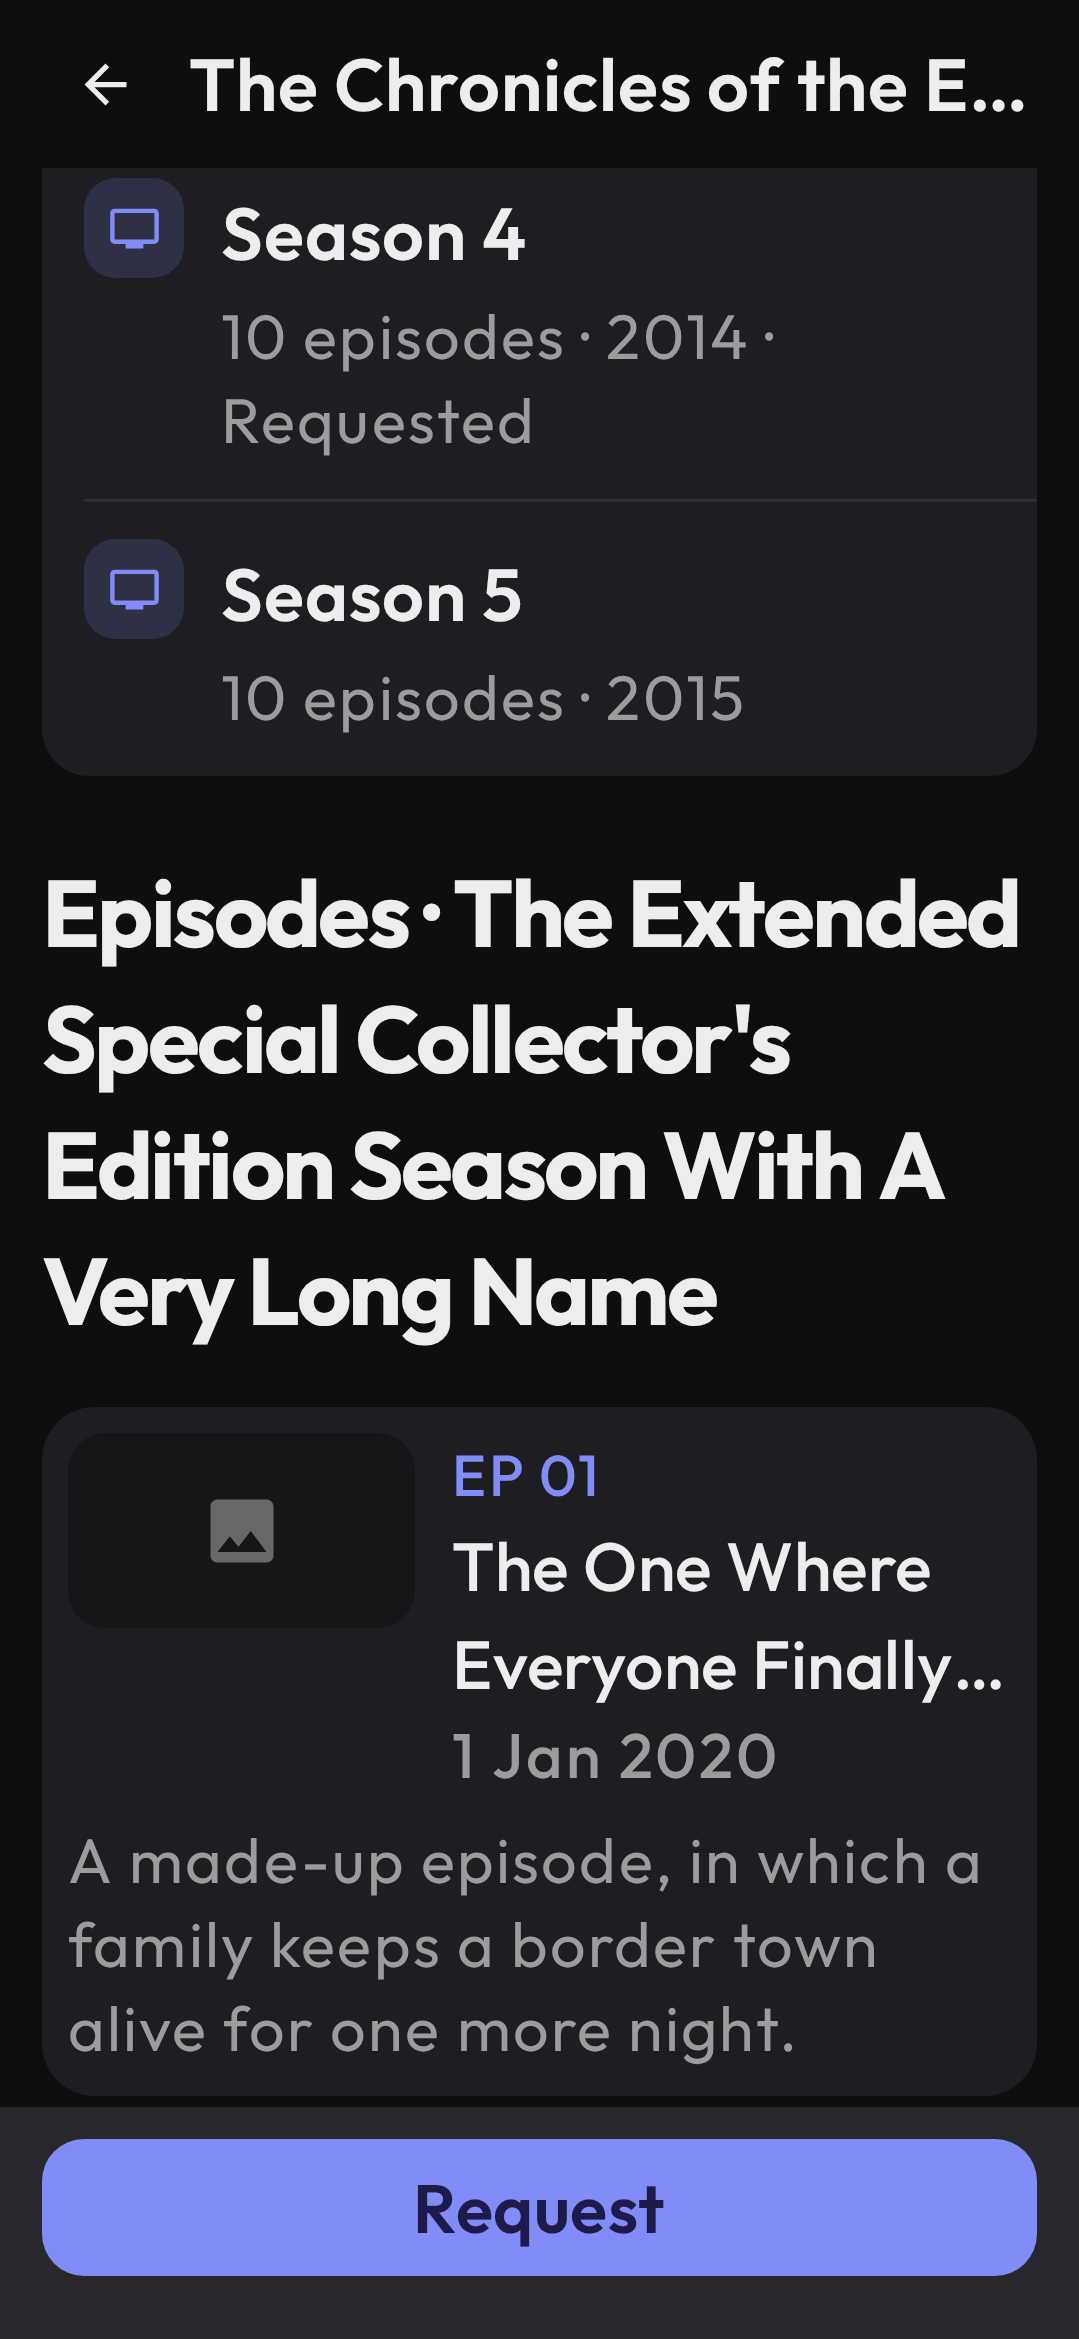 The Chronicles of the E...
Season 4
10 episodes · 2014 ·
Requested
Season 5
10 episodes · 2015
Episodes · The Extended
Special Collector's
Edition Season With A
Very Long Name
EP 01
The One Where
Everyone Finally...
1 Jan 2020
A made-up episode, in which a
family keeps a border town
alive for one more night.
Request